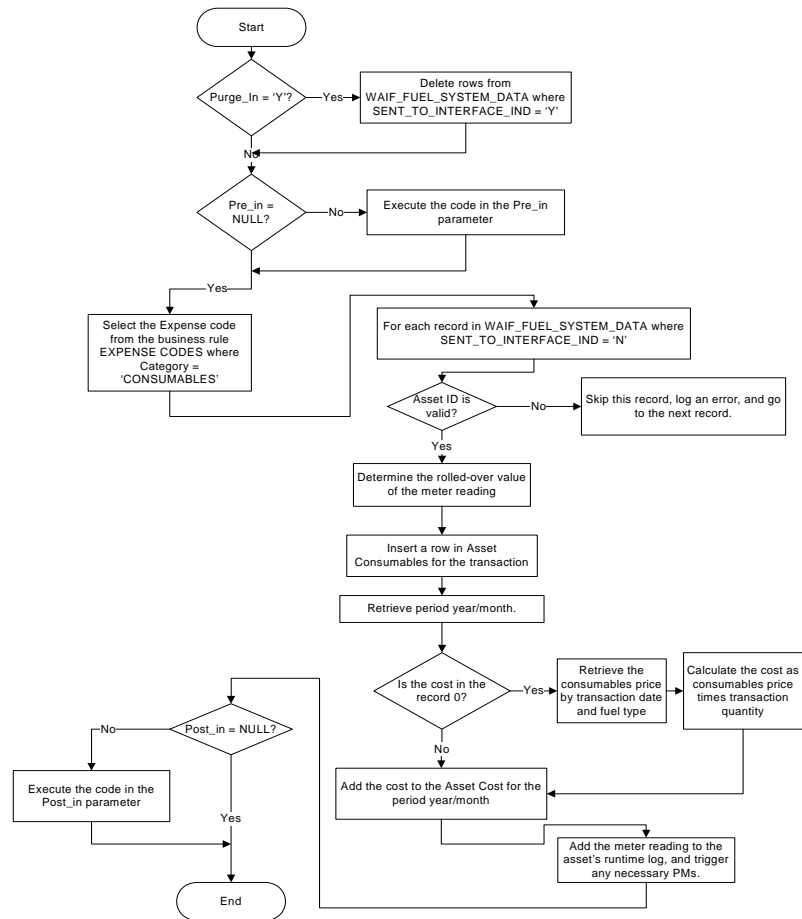 Start
Purge_In = ‘Y’?
Yes
Delete rows from
WAIF_FUEL_SYSTEM_DATA where
SENT_TO_INTERFACE_IND = ‘Y’
No
Pre_in =
NULL?
No
Execute the code in the Pre_in
parameter
Yes
Select the Expense code
from the business rule
EXPENSE CODES where
Category =
‘CONSUMABLES’
For each record in WAIF_FUEL_SYSTEM_DATA where
SENT_TO_INTERFACE_IND = ‘N’
Asset ID is
valid?
No
Skip this record, log an error, and go
to the next record.
Yes
Determine the rolled-over value
of the meter reading
Insert a row in Asset
Consumables for the transaction
Retrieve period year/month.
Is the cost in the
record 0?
Yes
Retrieve the
consumables price
by transaction date
and fuel type
Calculate the cost as
consumables price
times transaction
quantity
No
Add the cost to the Asset Cost for the
period year/month
Add the meter reading to the
asset’s runtime log, and trigger
any necessary PMs.
Post_in = NULL?
No
Execute the code in the
Post_in parameter
Yes
End